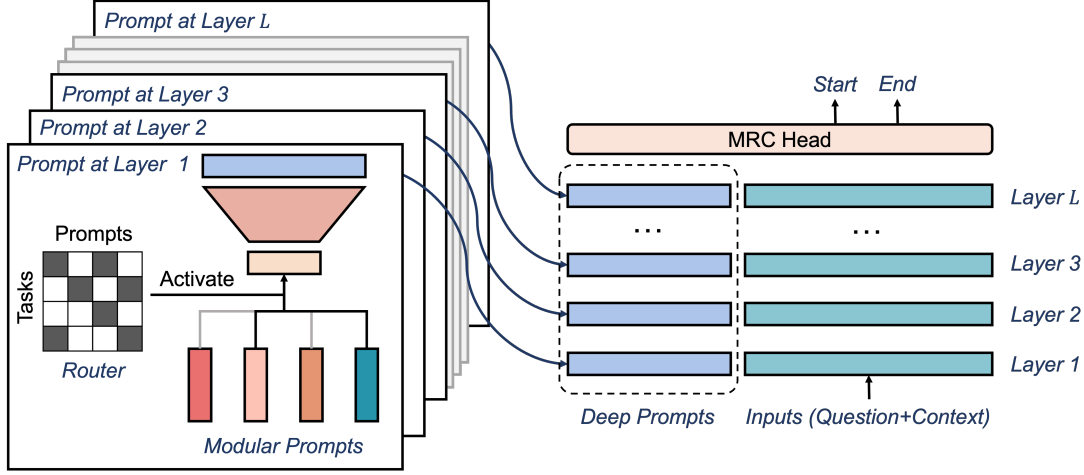 Prompt at Layer L
Prompt at Layer 3
Prompt at Layer 2
Prompt at Layer 1
Prompts
Tasks
Activate
Router
Modular Prompts
Start
End
MRC Head
Layer L
...
...
Layer 3
Layer 2
Layer 1
Deep Prompts
Inputs (Question+Context)